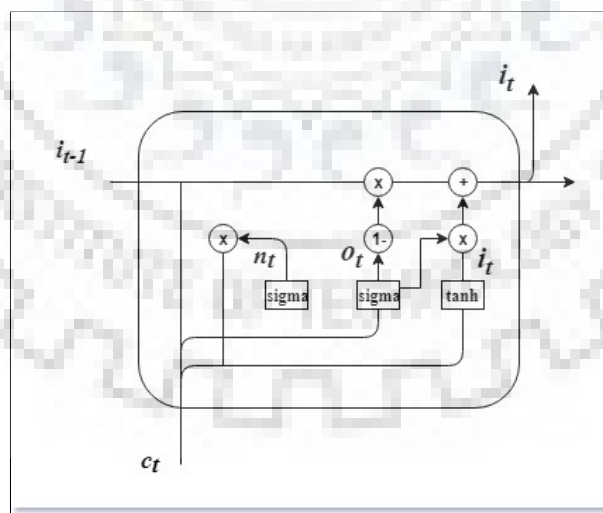 i_t
i_{t-1}
x +
x 1- x
n_t o_t i_t
sigma sigma tanh
c_t